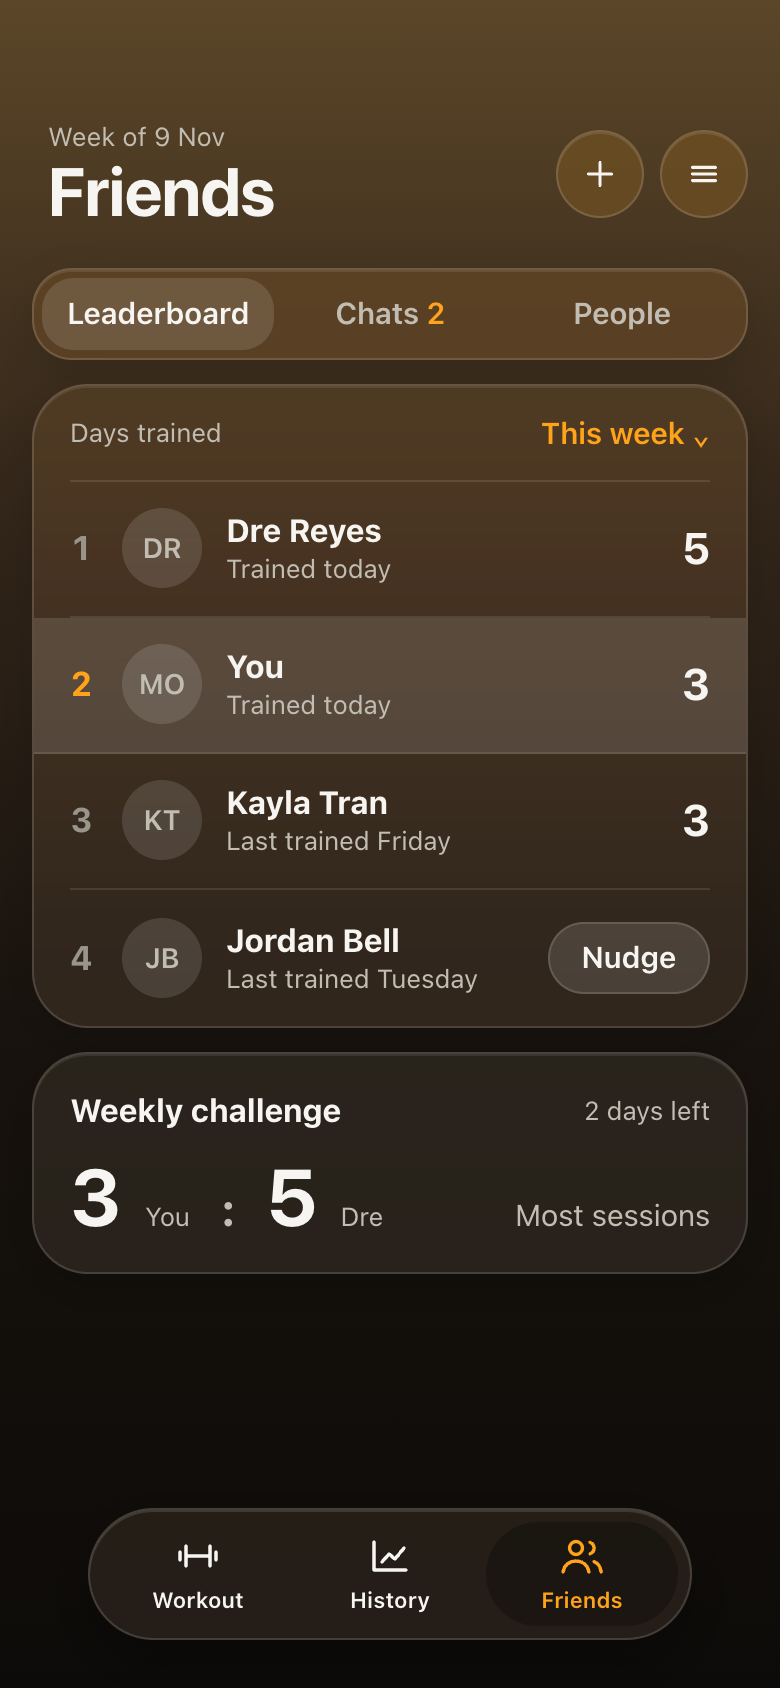 Week of 9 Nov
Friends
Leaderboard Chats 2 People
Days trained This week
1 DR Dre Reyes 5
Trained today
2 MO You 3
Trained today
3 KT Kayla Tran 3
Last trained Friday
4 JB Jordan Bell Nudge
Last trained Tuesday
Weekly challenge 2 days left
3 You : 5 Dre Most sessions
Workout History Friends